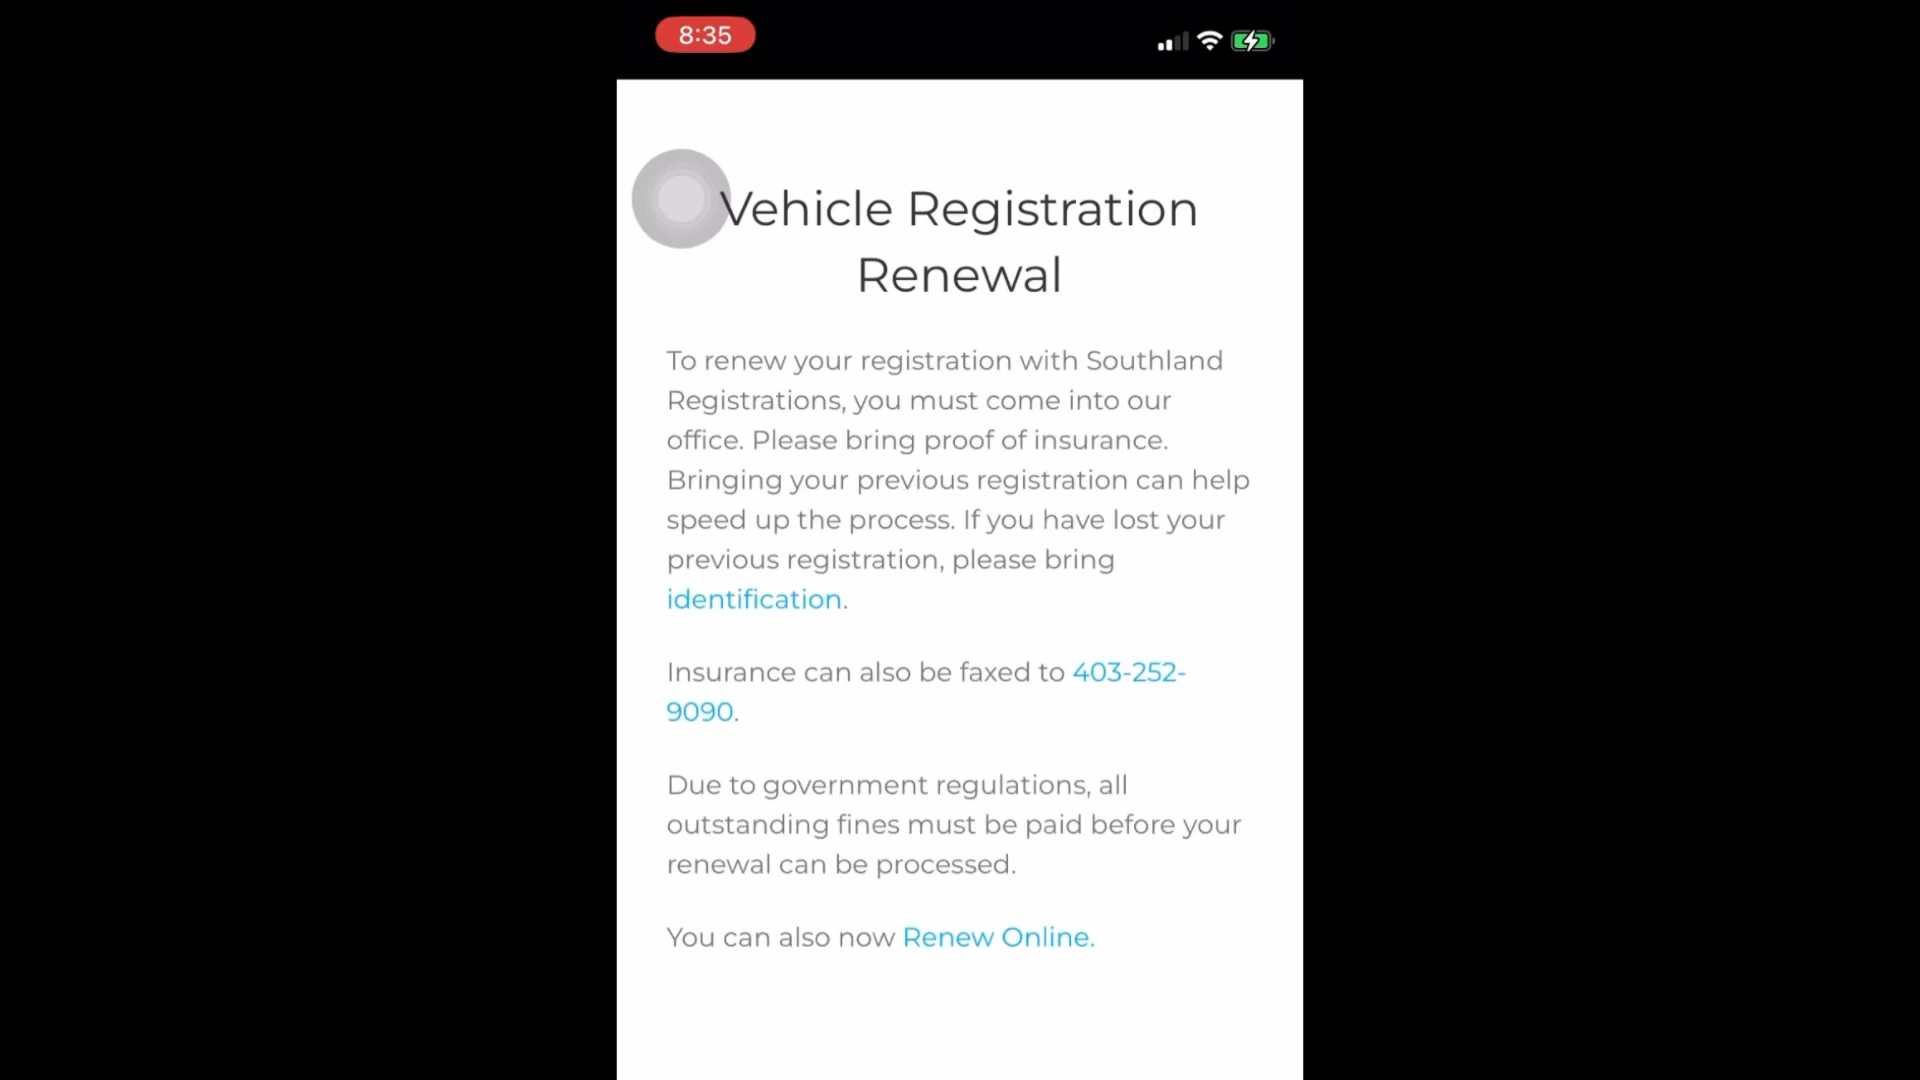 8:35
Vehicle Registration
Renewal
To renew your registration with Southland
Registrations, you must come into our
office. Please bring proof of insurance.
Bringing your previous registration can help
speed up the process. If you have lost your
previous registration, please bring
identification.
Insurance can also be faxed to 403-252-
9090.
Due to government regulations, all
outstanding fines must be paid before your
renewal can be processed.
You can also now Renew Online.